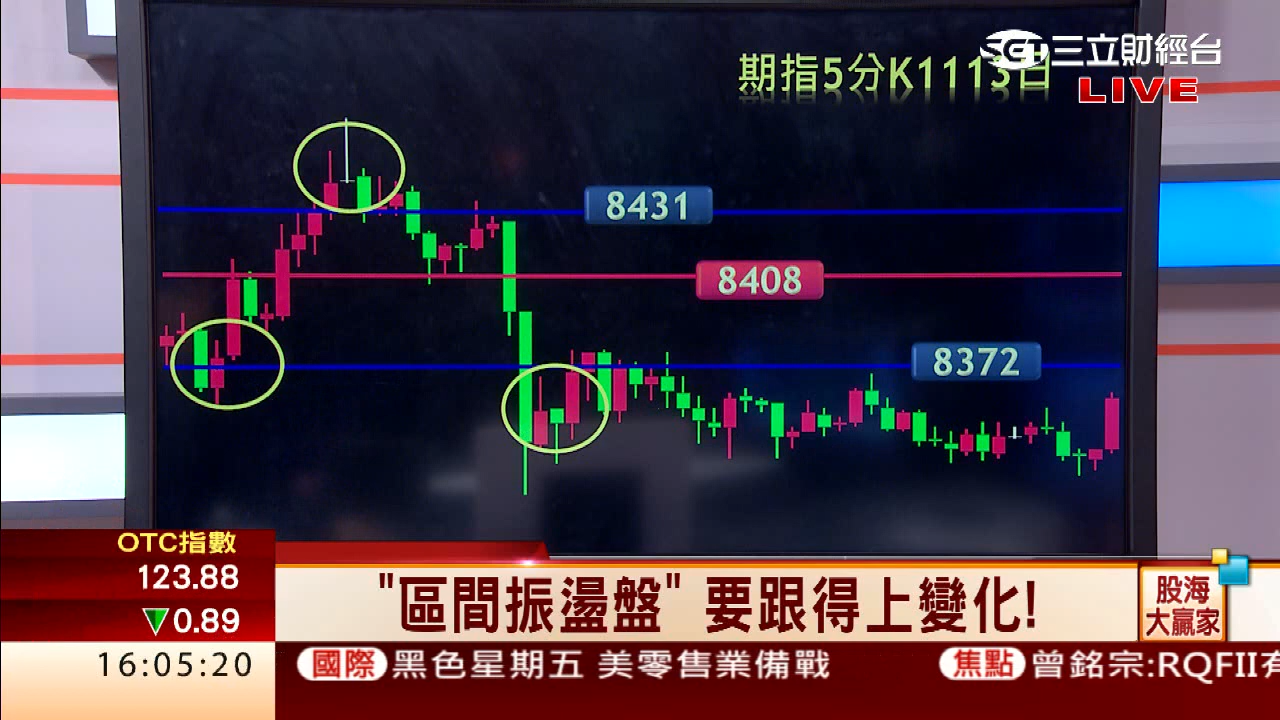 SET三立財經台
LIVE
期指5分K1113日
8431
8408
8372
OTC指數
123.88
▼0.89
16:05:20
"區間振盪盤" 要跟得上變化!
股海
大贏家
國際 黑色星期五 美零售業備戰
焦點 曾銘宗:RQFII有